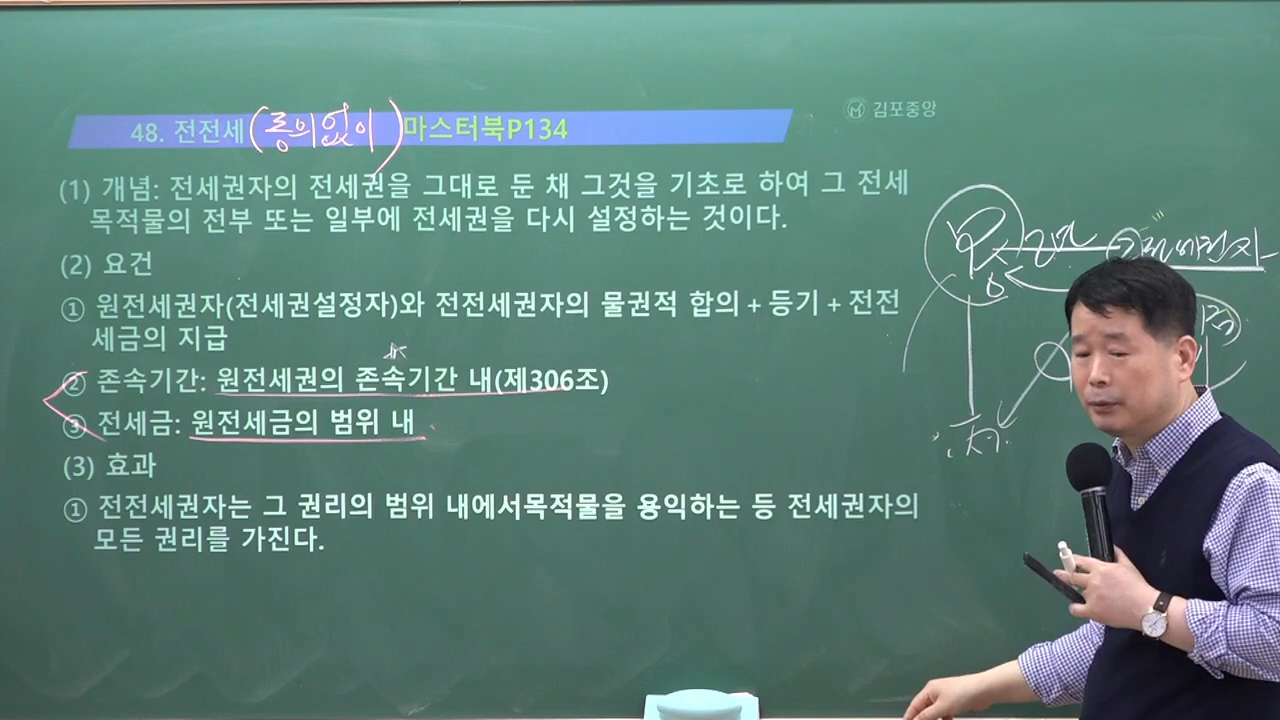 김포중앙
48. 전전세(동의없이)마스터북P134
(1) 개념: 전세권자의 전세권을 그대로 둔 채 그것을 기초로 하여 그 전세
목적물의 전부 또는 일부에 전세권을 다시 설정하는 것이다.
(2) 요건
① 원전세권자(전세권설정자)와 전전세권자의 물권적 합의+등기+전전
세금의 지급
② 존속기간: 원전세권의 존속기간 내(제306조)
③ 전세금: 원전세금의 범위 내
(3) 효과
① 전전세권자는 그 권리의 범위 내에서목적물을 용익하는 등 전세권자의
모든 권리를 가진다.